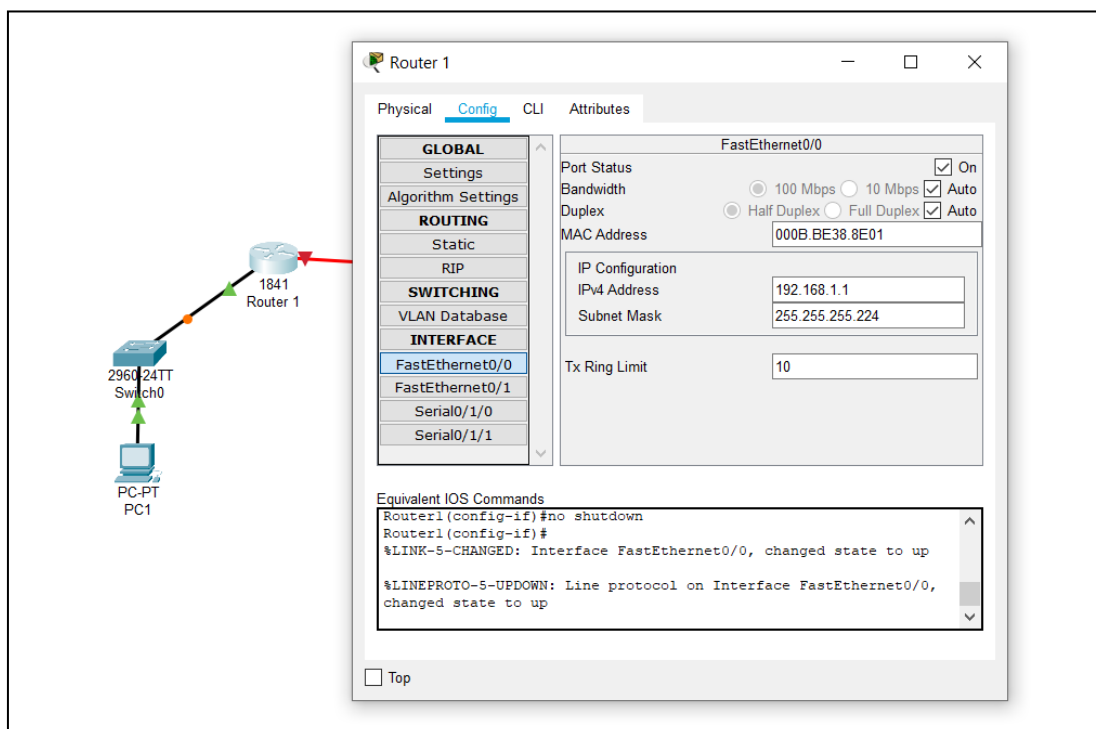 Router 1
Physical Config CLI Attributes
GLOBAL
Settings
Algorithm Settings
ROUTING
Static
RIP
SWITCHING
VLAN Database
INTERFACE
FastEthernet0/0
FastEthernet0/1
Serial0/1/0
Serial0/1/1
FastEthernet0/0
Port Status On
Bandwidth 100 Mbps 10 Mbps Auto
Duplex Half Duplex Full Duplex Auto
MAC Address 000B.BE38.8E01
IP Configuration
IPv4 Address 192.168.1.1
Subnet Mask 255.255.255.224
Tx Ring Limit 10
Equivalent IOS Commands
Router1(config-if)#no shutdown
Router1(config-if)#
%LINK-5-CHANGED: Interface FastEthernet0/0, changed state to up
%LINEPROTO-5-UPDOWN: Line protocol on Interface FastEthernet0/0,
changed state to up
Top
1841
Router 1
2960-24TT
Switch0
PC-PT
PC1